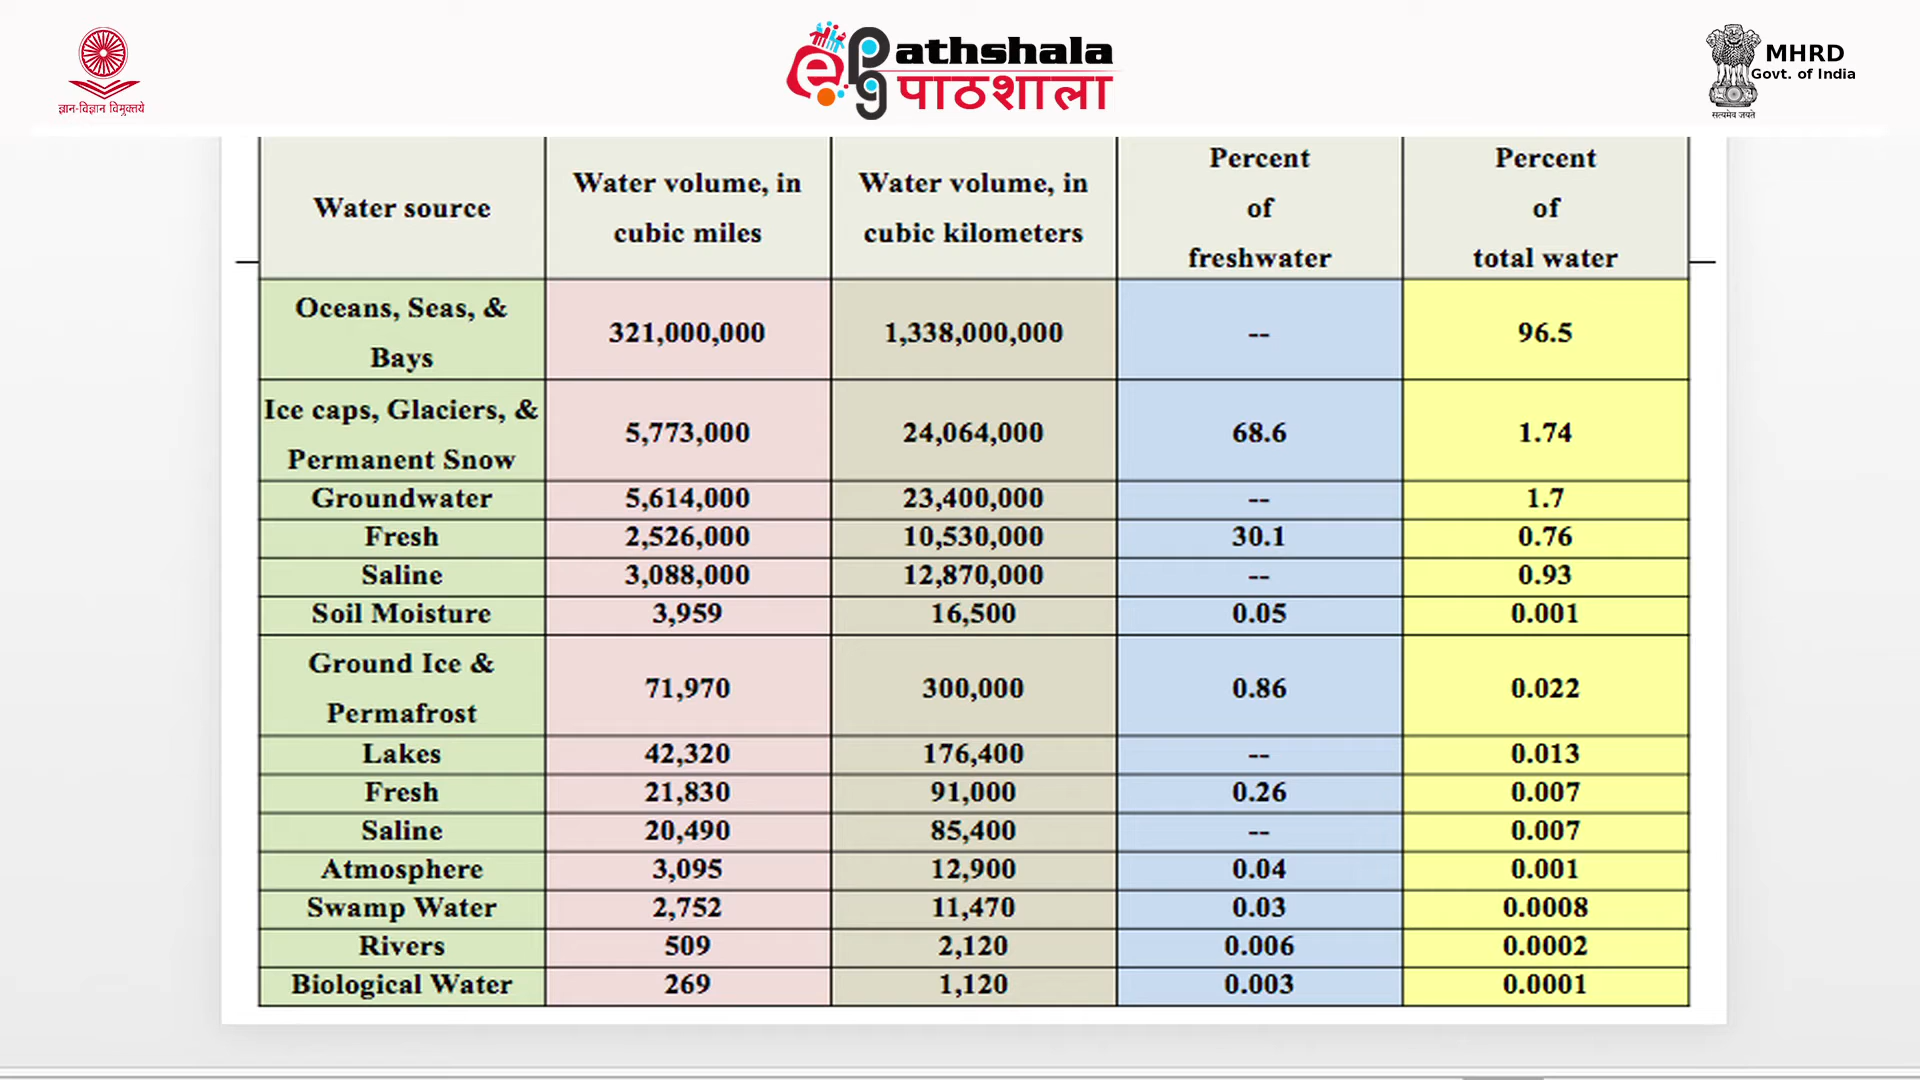 ज्ञान-विज्ञान विमुक्तये
ePathshala
पाठशाला
MHRD
Govt. of India
सत्यमेव जयते
Water source | Water volume, in cubic miles | Water volume, in cubic kilometers | Percent of freshwater | Percent of total water
Oceans, Seas, & Bays | 321,000,000 | 1,338,000,000 | -- | 96.5
Ice caps, Glaciers, & Permanent Snow | 5,773,000 | 24,064,000 | 68.6 | 1.74
Groundwater | 5,614,000 | 23,400,000 | -- | 1.7
Fresh | 2,526,000 | 10,530,000 | 30.1 | 0.76
Saline | 3,088,000 | 12,870,000 | -- | 0.93
Soil Moisture | 3,959 | 16,500 | 0.05 | 0.001
Ground Ice & Permafrost | 71,970 | 300,000 | 0.86 | 0.022
Lakes | 42,320 | 176,400 | -- | 0.013
Fresh | 21,830 | 91,000 | 0.26 | 0.007
Saline | 20,490 | 85,400 | -- | 0.007
Atmosphere | 3,095 | 12,900 | 0.04 | 0.001
Swamp Water | 2,752 | 11,470 | 0.03 | 0.0008
Rivers | 509 | 2,120 | 0.006 | 0.0002
Biological Water | 269 | 1,120 | 0.003 | 0.0001